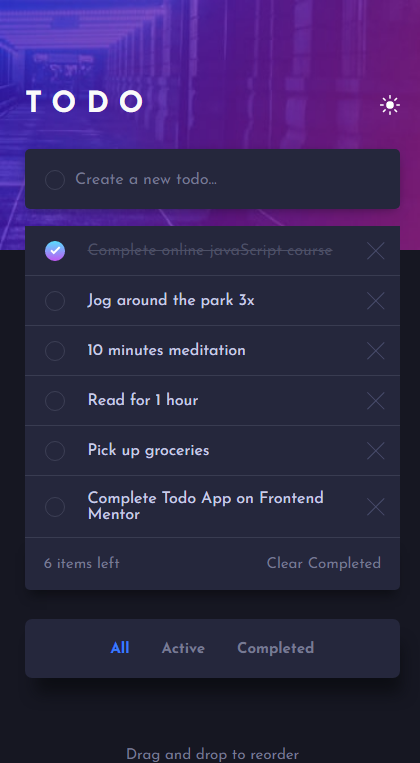 TODO
Create a new todo...
Complete online javaScript course
Jog around the park 3x
10 minutes meditation
Read for 1 hour
Pick up groceries
Complete Todo App on Frontend
Mentor
6 items left Clear Completed
All Active Completed
Drag and drop to reorder